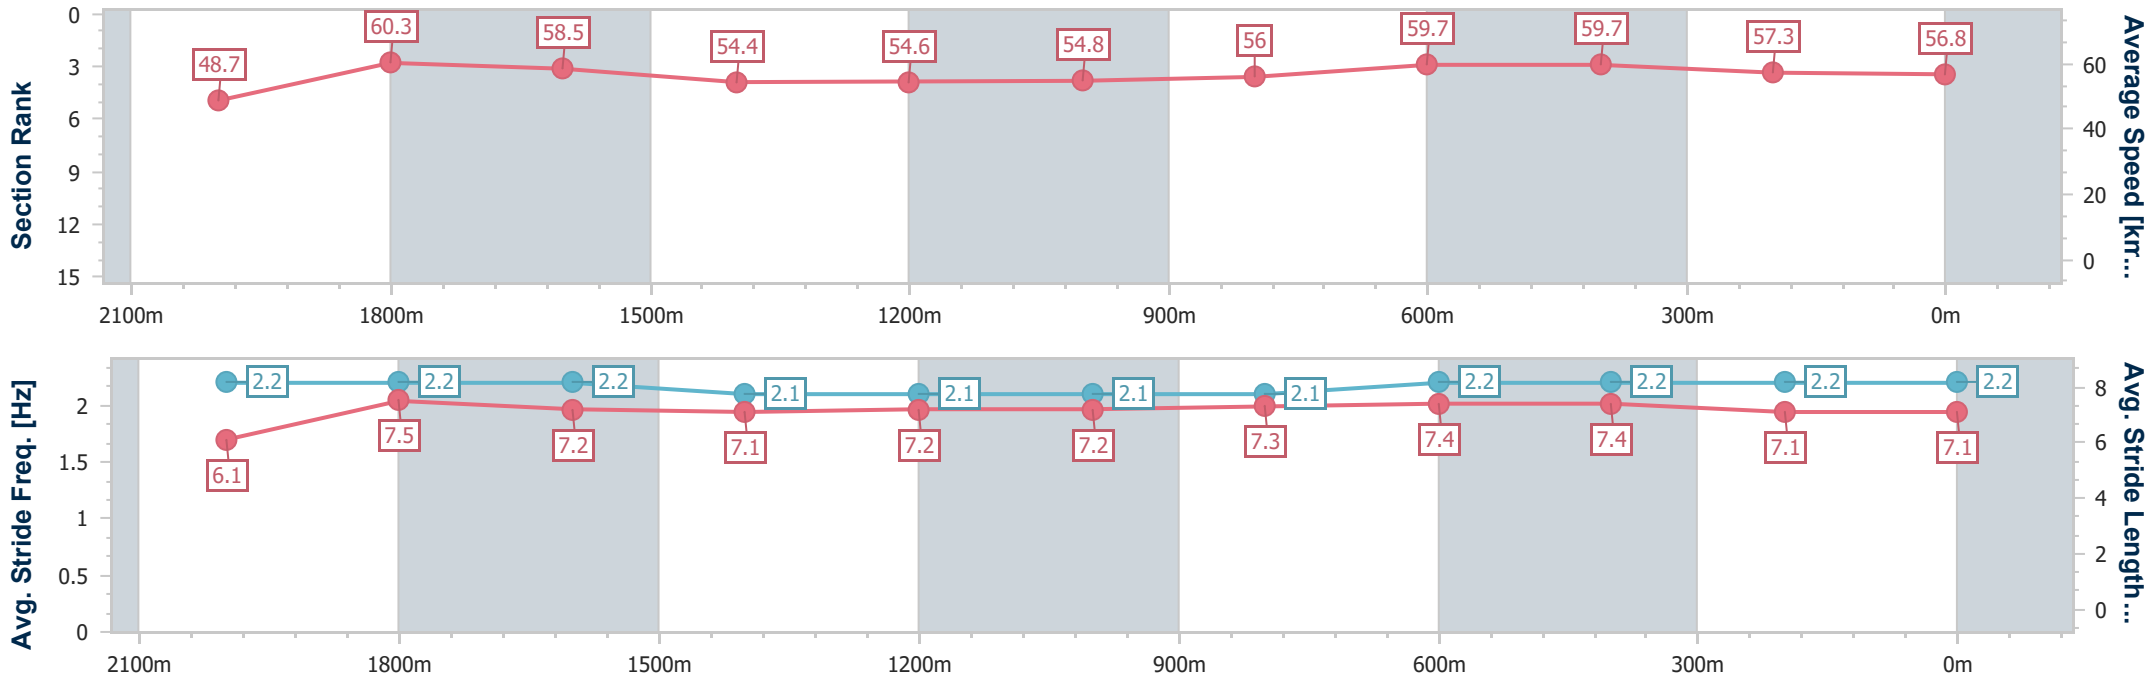 Section Rank
0
3
6
9
12
15
48.7
60.3
58.5
54.4
54.6
54.8
56
59.7
59.7
57.3
56.8
60
40
20
0
Average Speed [km...
2100m
1800m
1500m
1200m
900m
600m
300m
0m
Avg. Stride Freq. [Hz]
2
1.5
1
0.5
0
2.2
2.2
2.2
2.1
2.1
2.1
2.1
2.2
2.2
2.2
2.2
6.1
7.5
7.2
7.1
7.2
7.2
7.3
7.4
7.4
7.1
7.1
8
6
4
2
0
Avg. Stride Length...
2100m
1800m
1500m
1200m
900m
600m
300m
0m